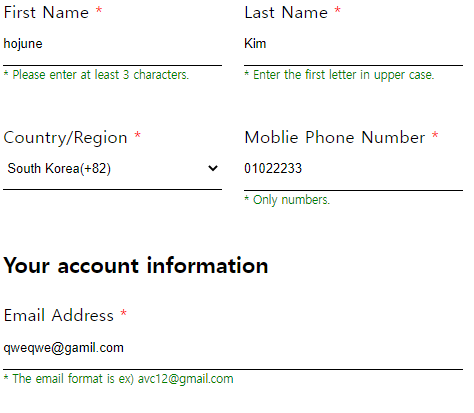 First Name *
Last Name *
hojune
Kim
* Please enter at least 3 characters.
* Enter the first letter in upper case.
Country/Region *
Moblie Phone Number *
South Korea(+82)
01022233
* Only numbers.
Your account information
Email Address *
qweqwe@gamil.com
* The email format is ex) avc12@gmail.com